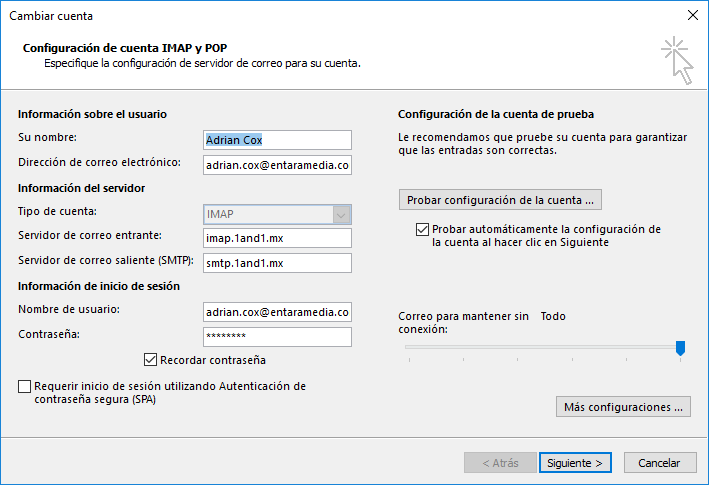 Cambiar cuenta
Configuración de cuenta IMAP y POP
Especifique la configuración de servidor de correo para su cuenta.
Información sobre el usuario
Su nombre:
Adrian Cox
Dirección de correo electrónico:
adrian.cox@entaramedia.co
Información del servidor
Tipo de cuenta:
IMAP
Servidor de correo entrante:
imap.1and1.mx
Servidor de correo saliente (SMTP):
smtp.1and1.mx
Información de inicio de sesión
Nombre de usuario:
adrian.cox@entaramedia.co
Contraseña:
********
Recordar contraseña
Requerir inicio de sesión utilizando Autenticación de
contraseña segura (SPA)
Configuración de la cuenta de prueba
Le recomendamos que pruebe su cuenta para garantizar
que las entradas son correctas.
Probar configuración de la cuenta ...
Probar automáticamente la configuración de
la cuenta al hacer clic en Siguiente
Correo para mantener sin
conexión:
Todo
Más configuraciones ...
< Atrás
Siguiente >
Cancelar